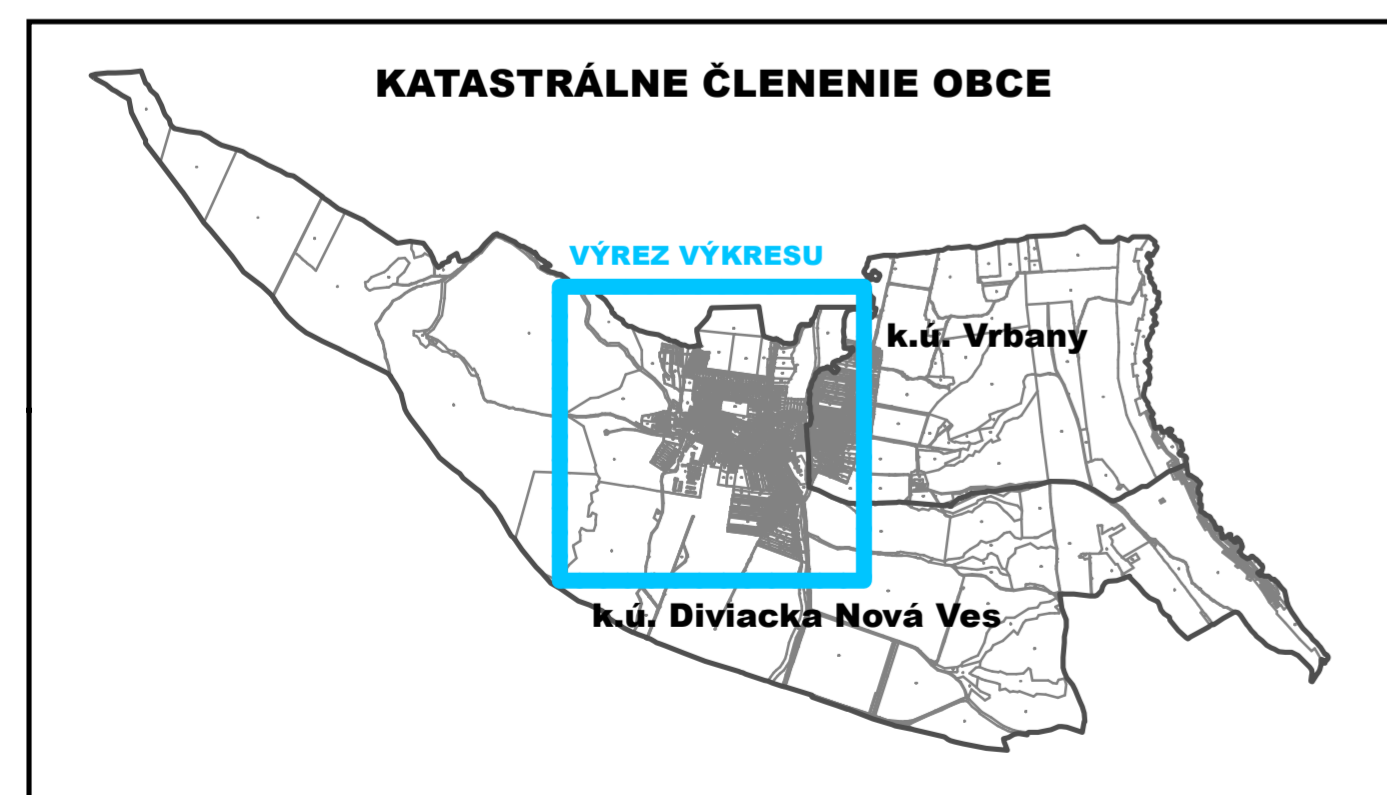 KATASTRÁLNE ČLENENIE OBCE
VÝREZ VÝKRESU
k.ú. Vrbany
k.ú. Diviacka Nová Ves